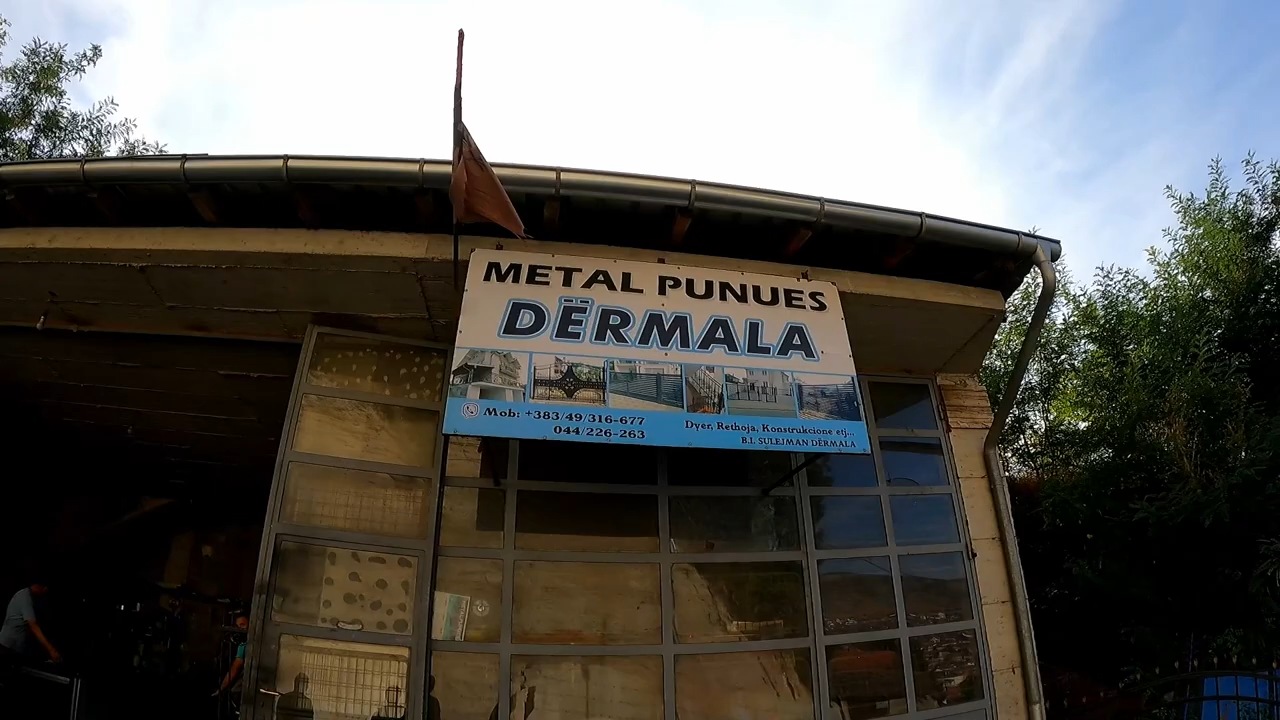 METAL PUNUES
DËRMALA
Mob: +383/49/316-677
044/226-263
Dyer, Rethoja, Konstrukcione etj...
B.I. SULEJMAN DËRMALA